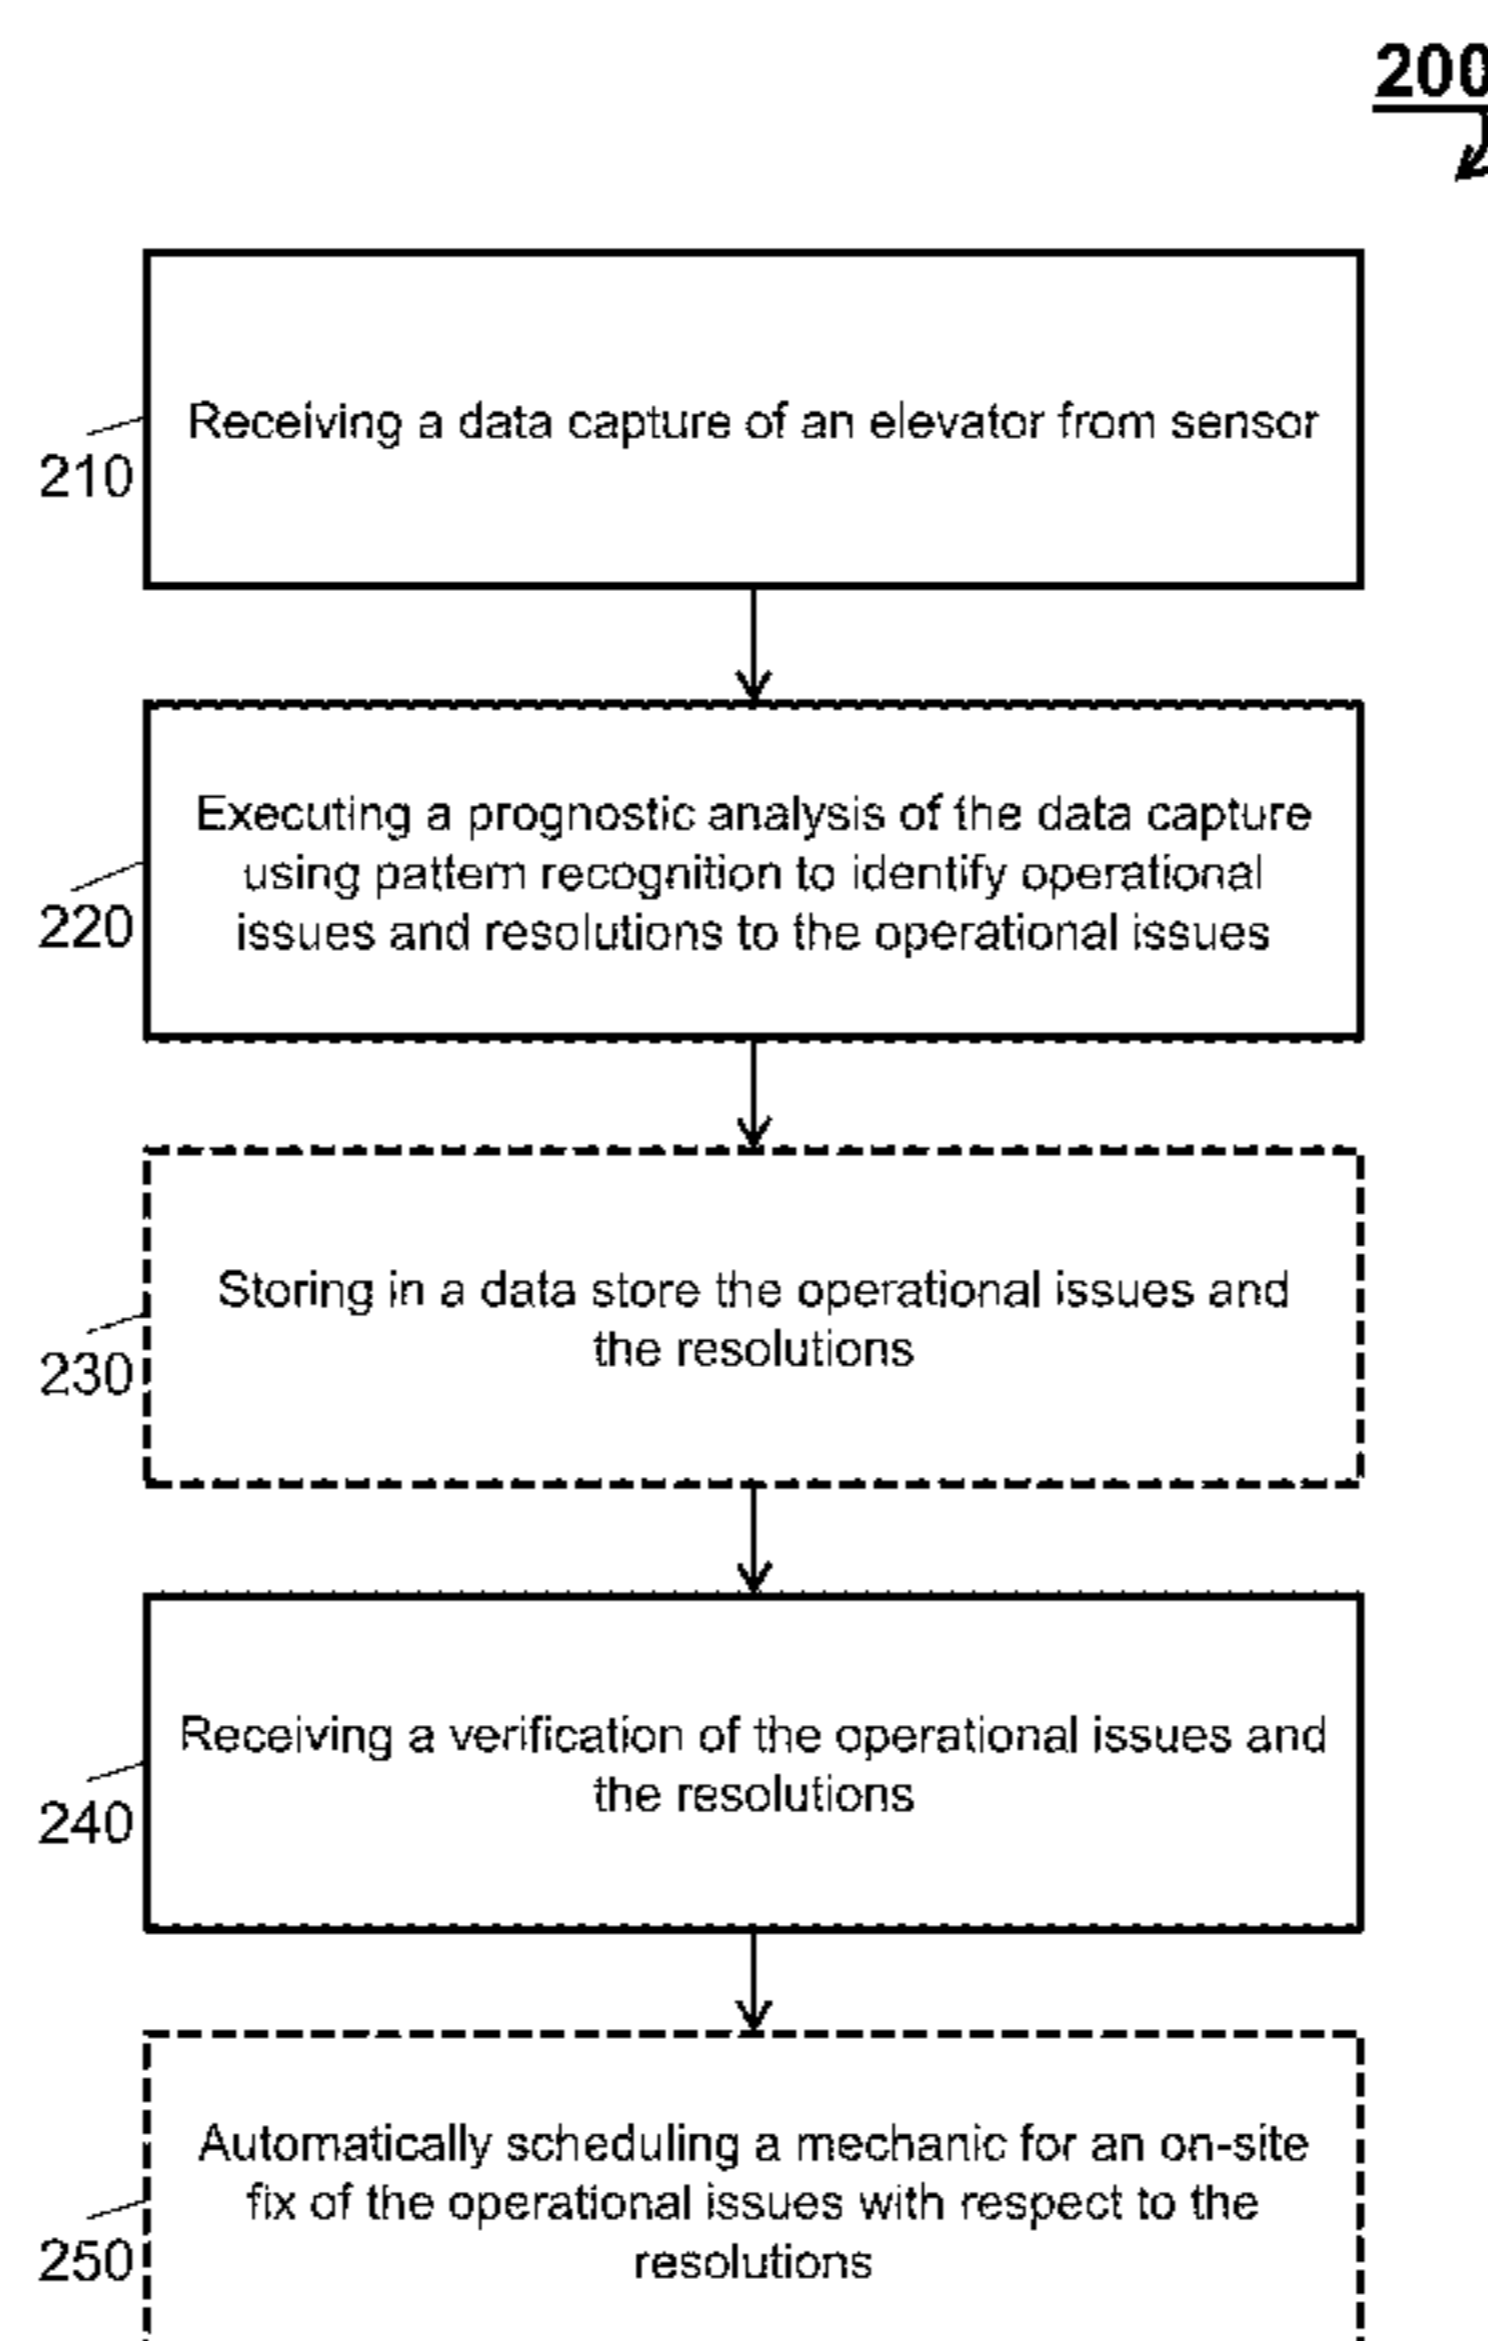 200
Receiving a data capture of an elevator from sensor
210
Executing a prognostic analysis of the data capture
using pattern recognition to identify operational
issues and resolutions to the operational issues
220
Storing in a data store the operational issues and
the resolutions
230
Receiving a verification of the operational issues and
the resolutions
240
Automatically scheduling a mechanic for an on-site
fix of the operational issues with respect to the
resolutions
250